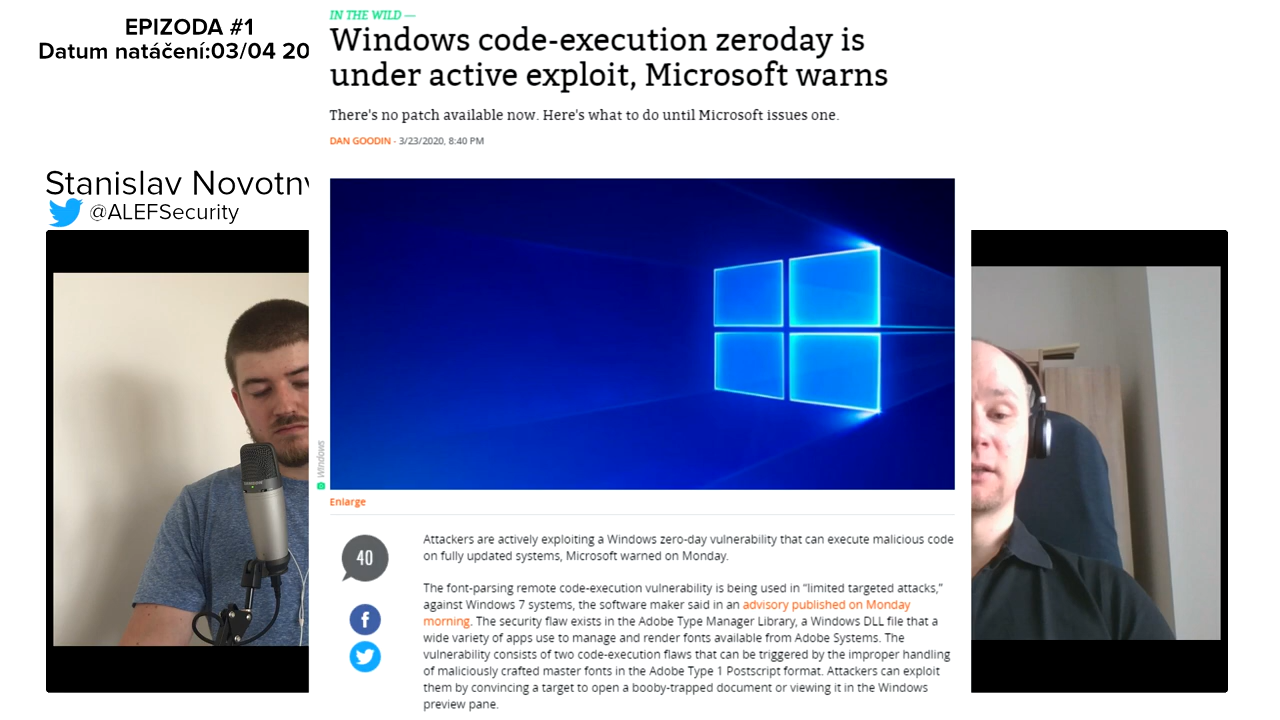 EPIZODA #1
Datum natáčení:03/04 20
Stanislav Novotn
@ALEFSecurity
IN THE WILD —
Windows code-execution zeroday is
under active exploit, Microsoft warns
There's no patch available now. Here's what to do until Microsoft issues one.
DAN GOODIN - 3/23/2020, 8:40 PM
Windows
Enlarge
40
Attackers are actively exploiting a Windows zero-day vulnerability that can execute malicious code
on fully updated systems, Microsoft warned on Monday.
The font-parsing remote code-execution vulnerability is being used in “limited targeted attacks,”
against Windows 7 systems, the software maker said in an advisory published on Monday
morning. The security flaw exists in the Adobe Type Manager Library, a Windows DLL file that a
wide variety of apps use to manage and render fonts available from Adobe Systems. The
vulnerability consists of two code-execution flaws that can be triggered by the improper handling
of maliciously crafted master fonts in the Adobe Type 1 Postscript format. Attackers can exploit
them by convincing a target to open a booby-trapped document or viewing it in the Windows
preview pane.
SAMSON